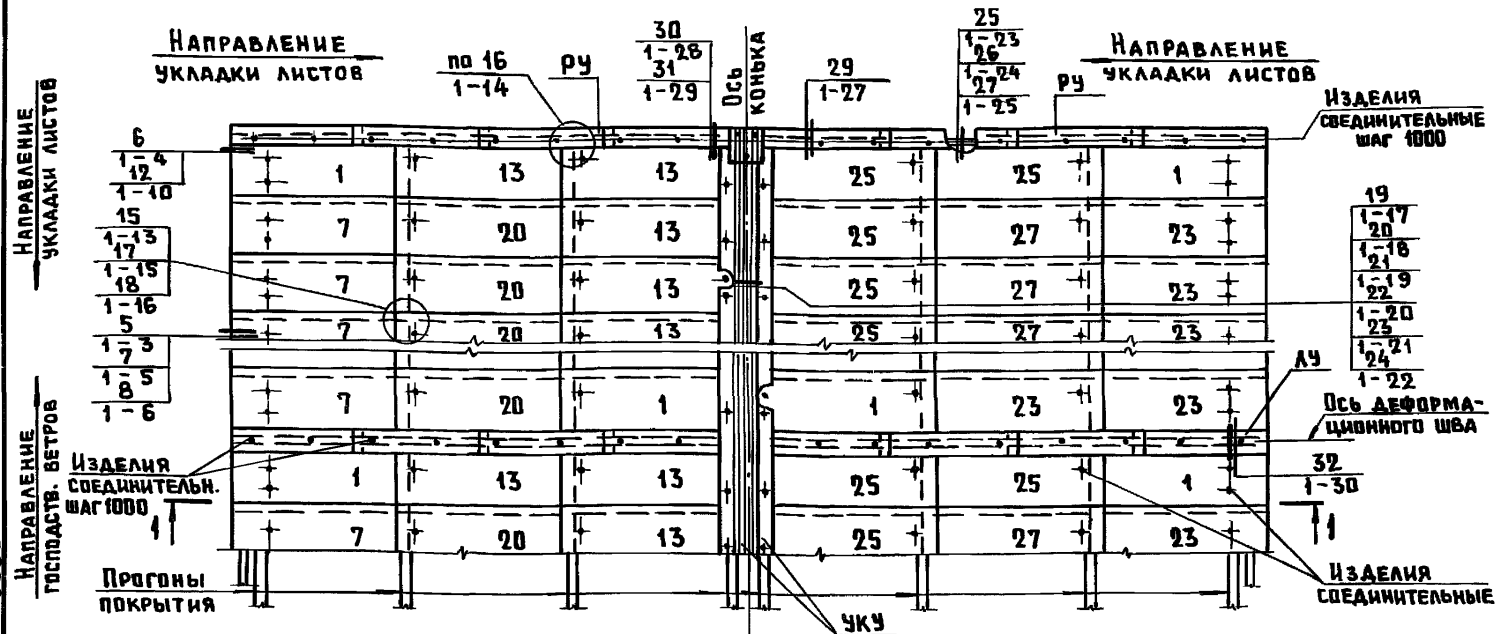 НАПРАВЛЕНИЕ
УКЛАДКИ ЛИСТОВ
по 16
1-14
РУ
30
1-28
31
1-29
ОСЬ
КОНЬКА
29
1-27
25
1-23
26
1-24
27
1-25
РУ
НАПРАВЛЕНИЕ
УКЛАДКИ ЛИСТОВ
ИЗДЕЛИЯ
СОЕДИНИТЕЛЬНЫЕ
ШАГ 1000
НАПРАВЛЕНИЕ
УКЛАДКИ ЛИСТОВ
6
1-4
12
1-10
15
1-13
17
1-15
18
1-16
5
1-3
7
1-5
8
1-6
1 13 13 25 25 1
7 20 13 25 27 23
7 20 13 25 27 23
7 20 13 25 27 23
7 20 1 1 23 23
1 13 13 25 25 1
7 20 13 25 27 23
19
1-17
20
1-18
21
1-19
22
1-20
23
1-21
24
1-22
ЛУ
ОСЬ ДЕФОРМА-
ЦИОННОГО ШВА
32
1-30
НАПРАВЛЕНИЕ
ГОСПОДСТВ. ВЕТРОВ
ИЗДЕЛИЯ
СОЕДИНИТЕЛЬН.
ШАГ 1000
1
1
ПРОГОНЫ
ПОКРЫТИЯ
УКУ
ИЗДЕЛИЯ
СОЕДИНИТЕЛЬНЫЕ